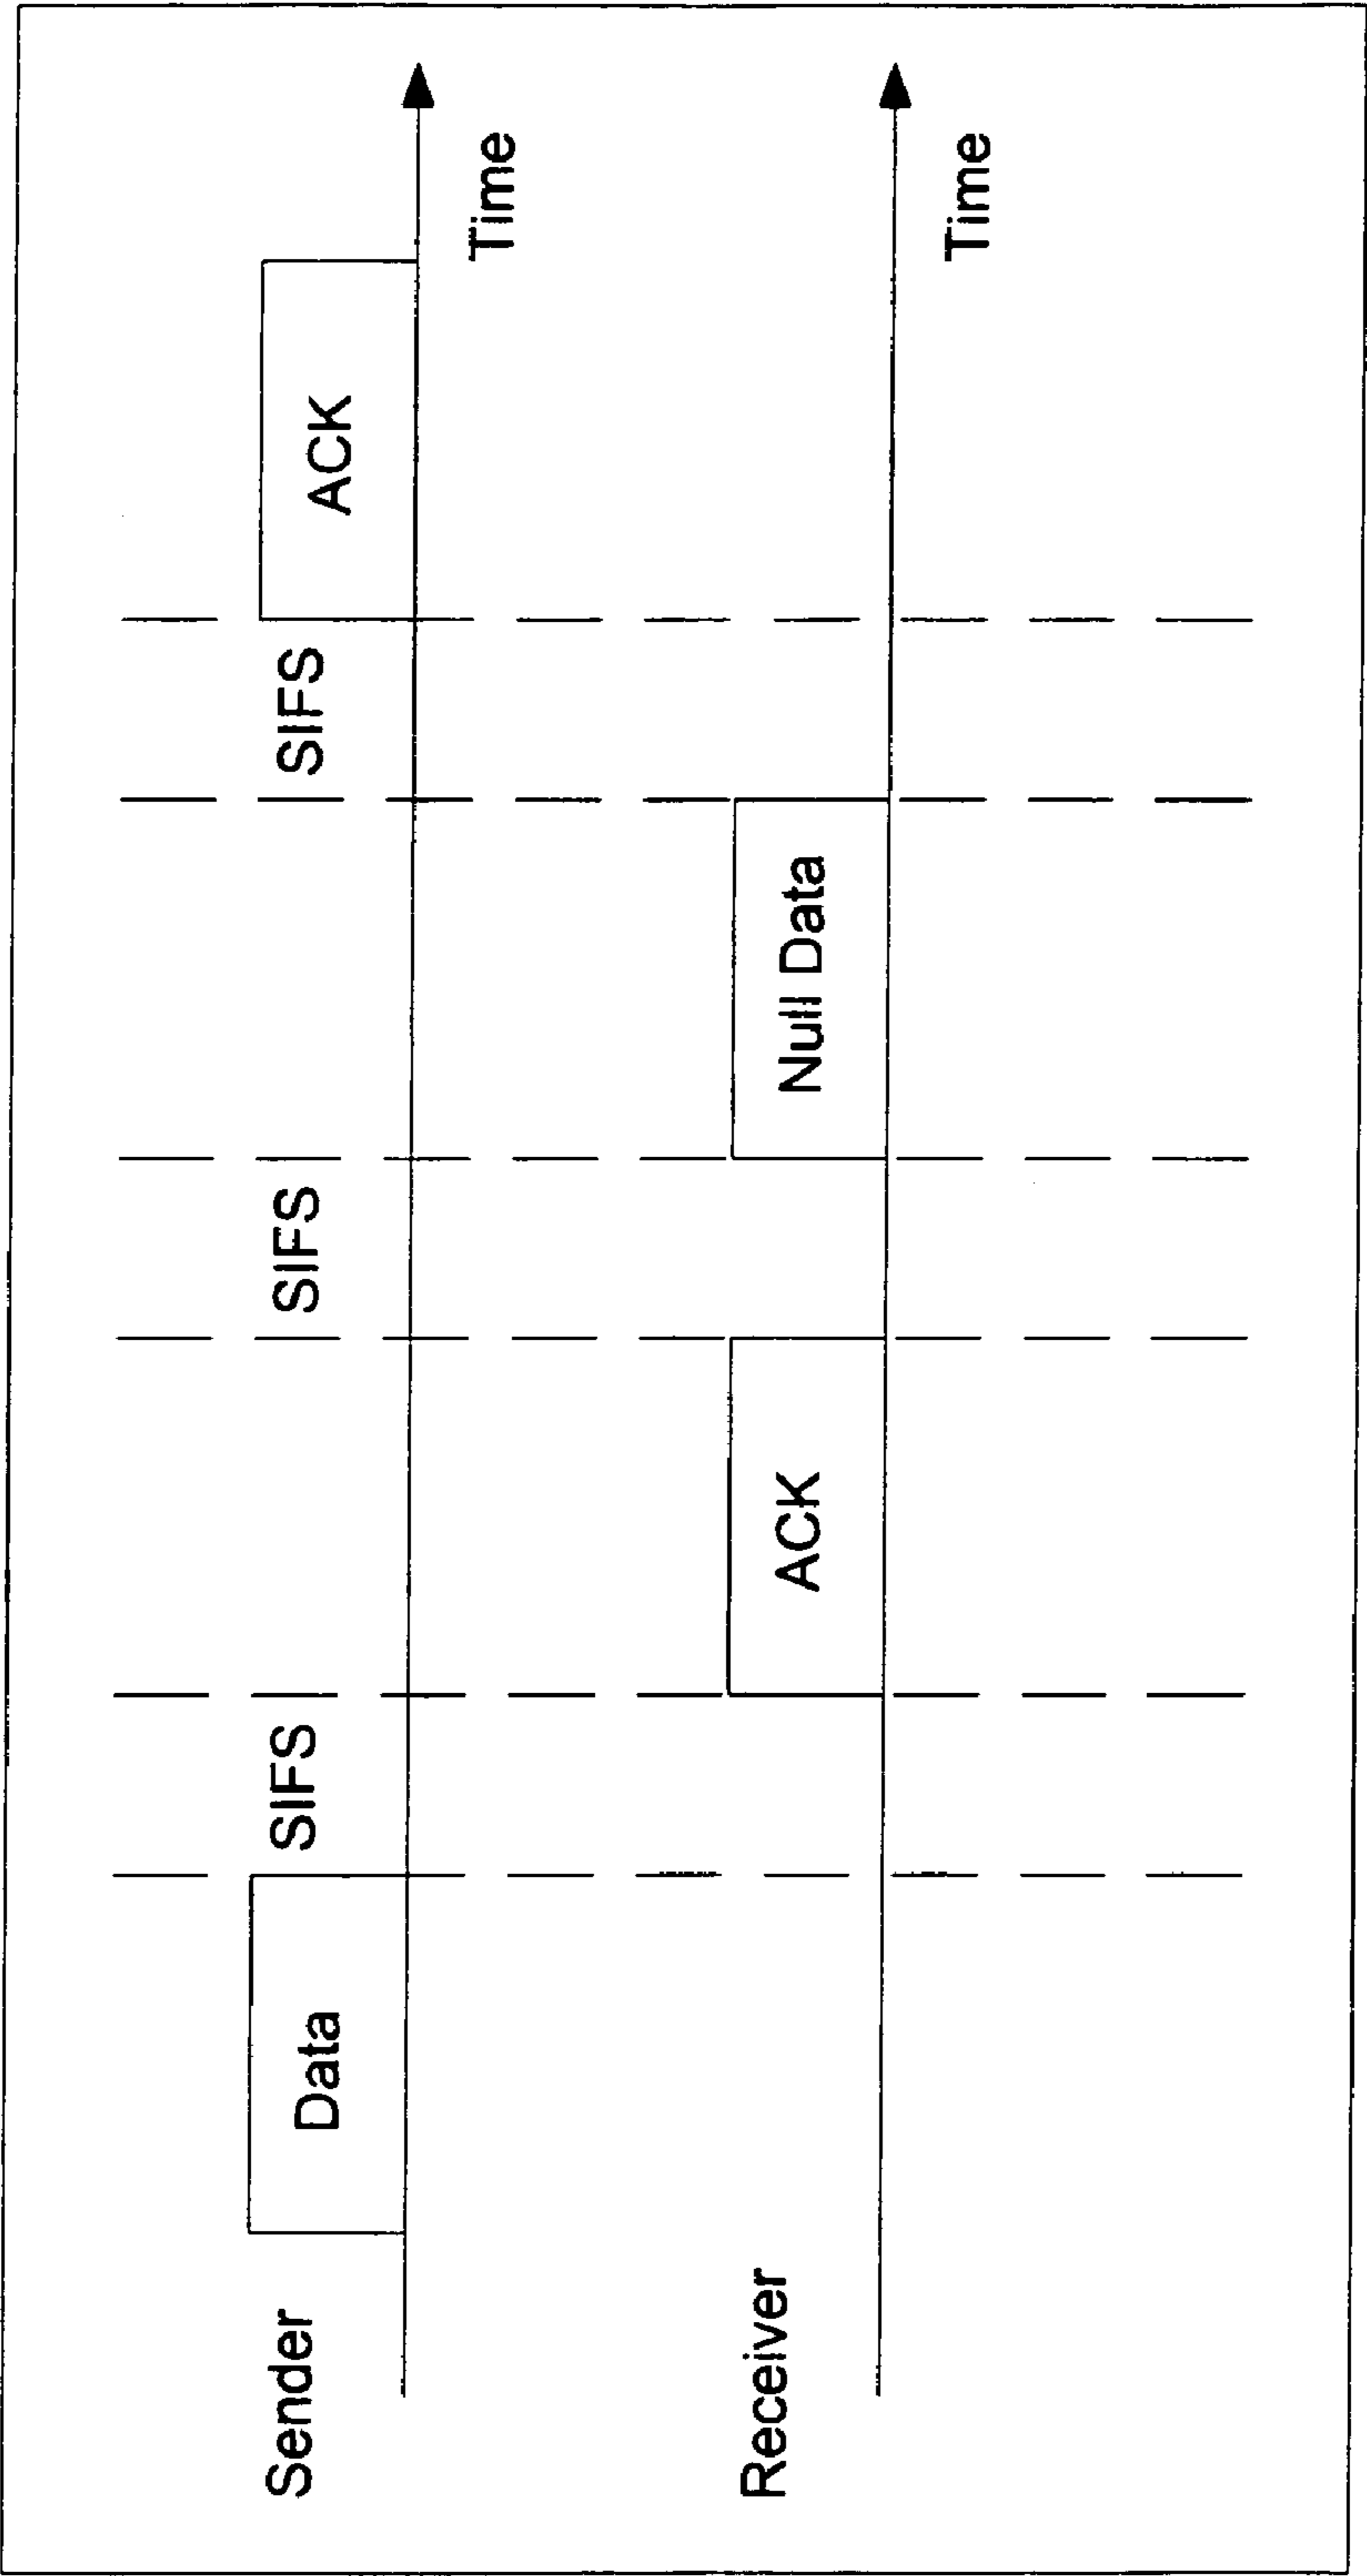 Sender
Data
SIFS
SIFS
SIFS
ACK
Time
Receiver
ACK
Null Data
Time